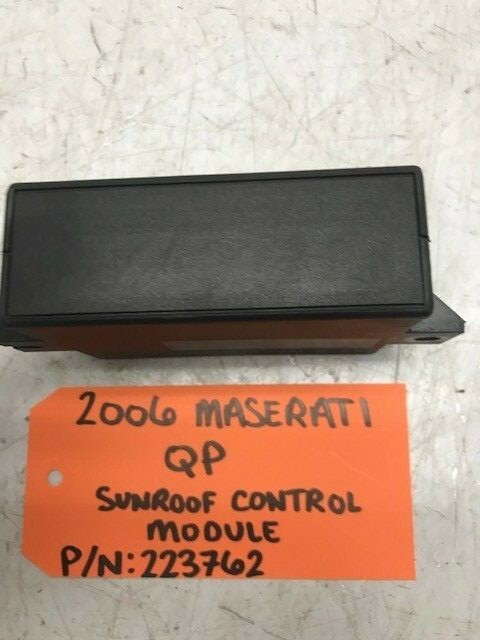 2006 MASERATI
QP
SUNROOF CONTROL
MODULE
P/N: 223762